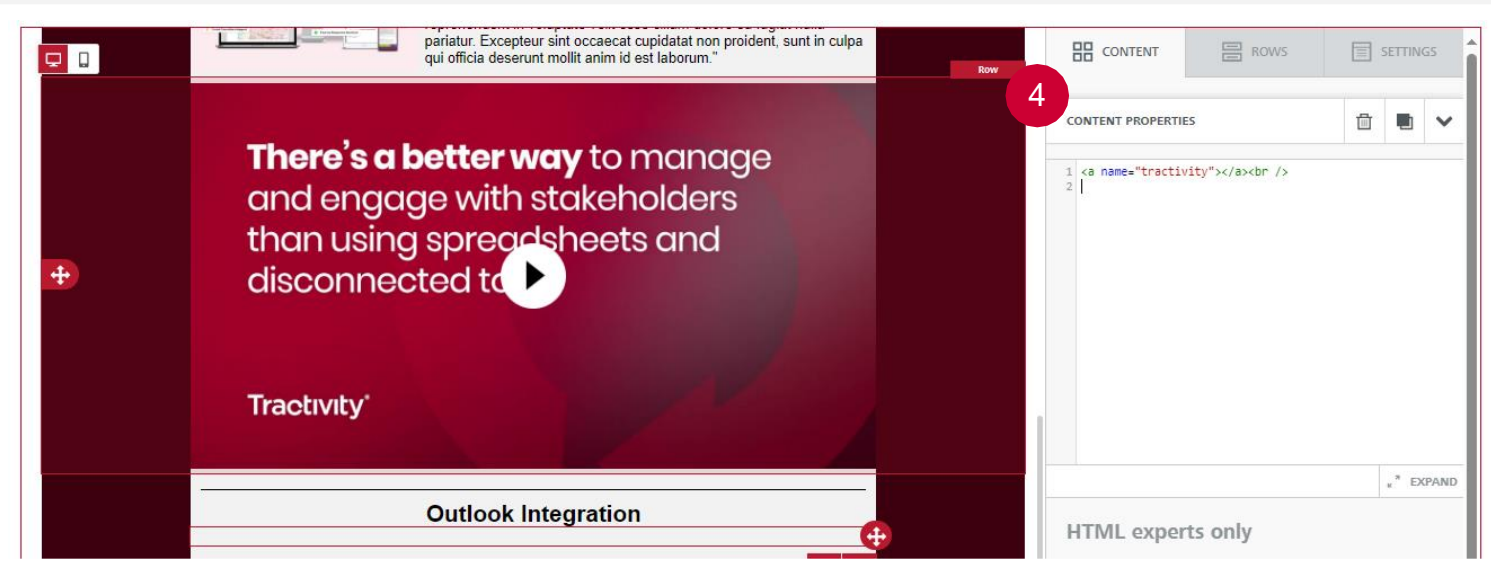 pariatur. Excepteur sint occaecat cupidatat non proident, sunt in culpa
qui officia deserunt mollit anim id est laborum."
Row
4
There's a better way to manage
and engage with stakeholders
than using spreadsheets and
disconnected to
Tractivity
Outlook Integration
CONTENT
ROWS
SETTINGS
CONTENT PROPERTIES
1 <a name="tractivity"></a><br />
2
EXPAND
HTML experts only